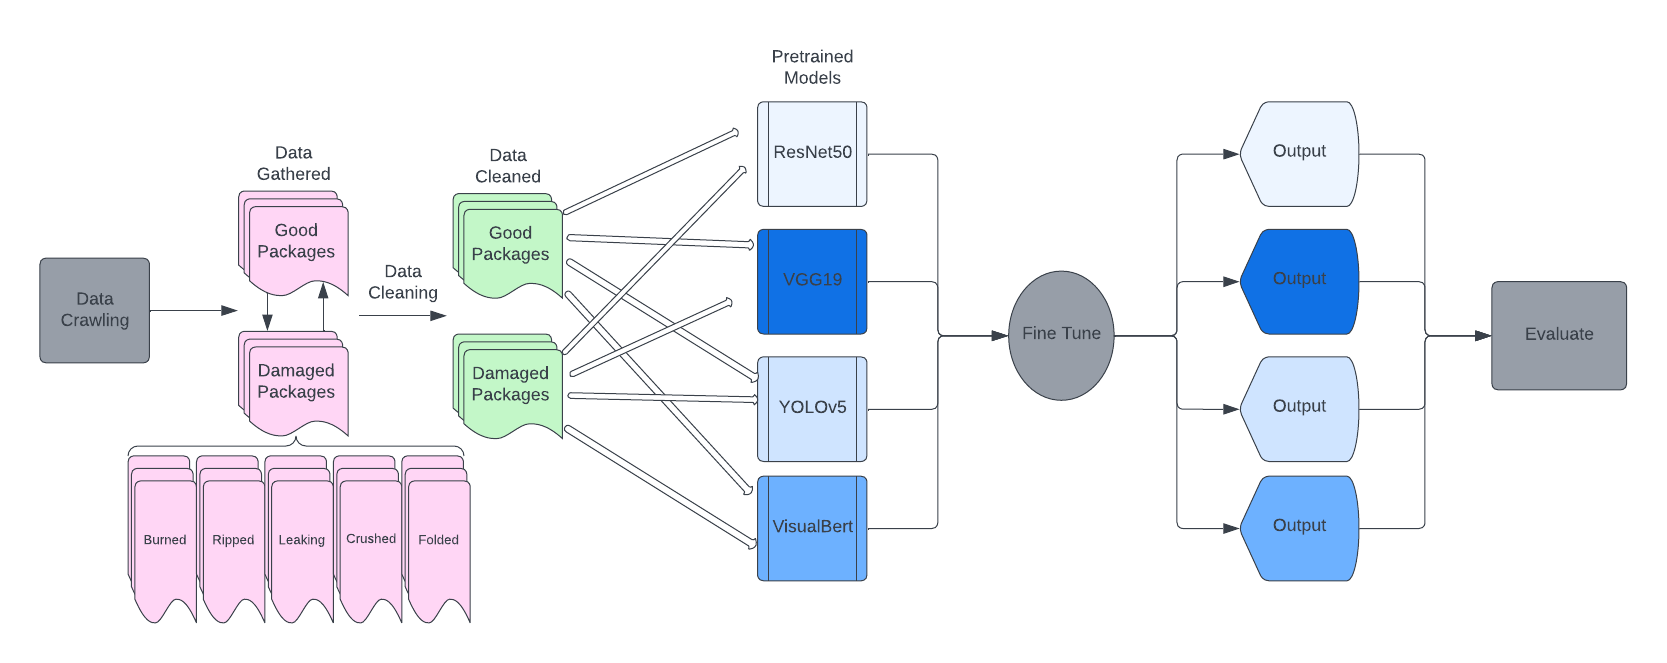 Data
Crawling
Data
Gathered
Good
Packages
Damaged
Packages
Burned
Ripped
Leaking
Crushed
Folded
Data
Cleaning
Data
Cleaned
Good
Packages
Damaged
Packages
Pretrained
Models
ResNet50
VGG19
YOLOv5
VisualBert
Fine Tune
Output
Output
Output
Output
Evaluate